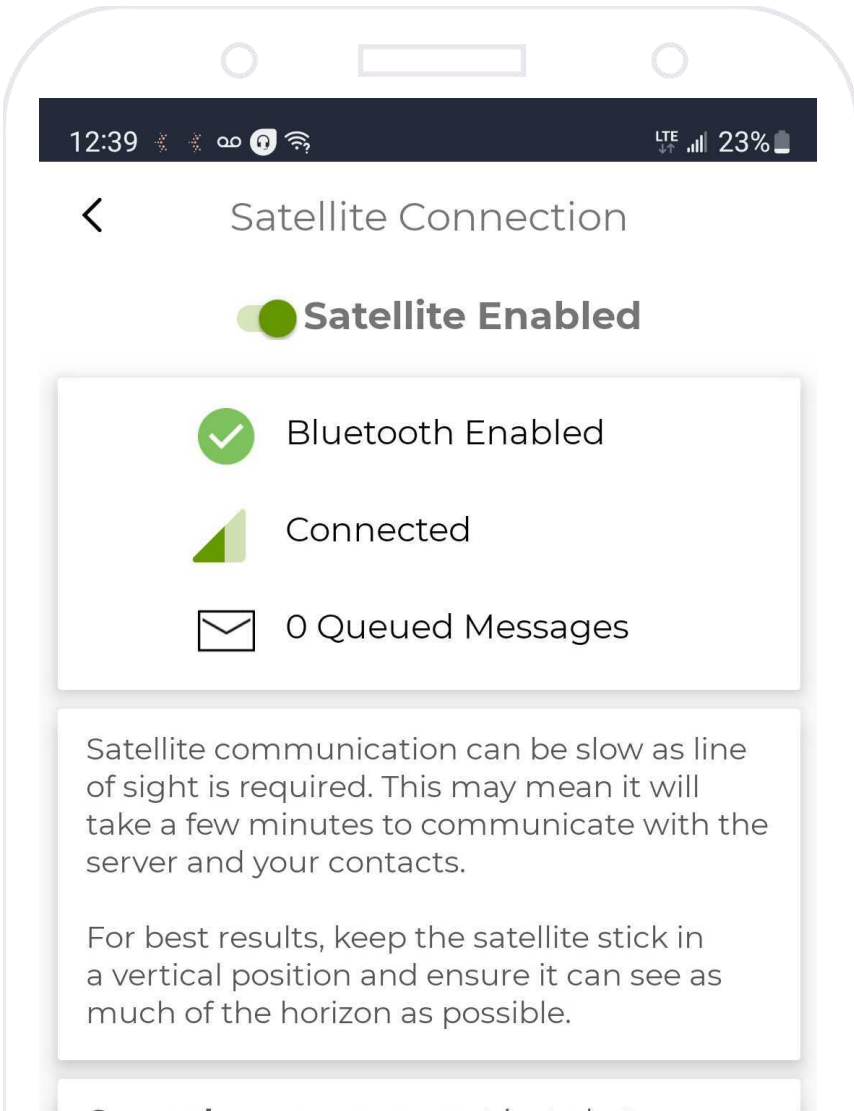 12:39 LTE 23%
Satellite Connection
Satellite Enabled
Bluetooth Enabled
Connected
0 Queued Messages
Satellite communication can be slow as line
of sight is required. This may mean it will
take a few minutes to communicate with the
server and your contacts.
For best results, keep the satellite stick in
a vertical position and ensure it can see as
much of the horizon as possible.